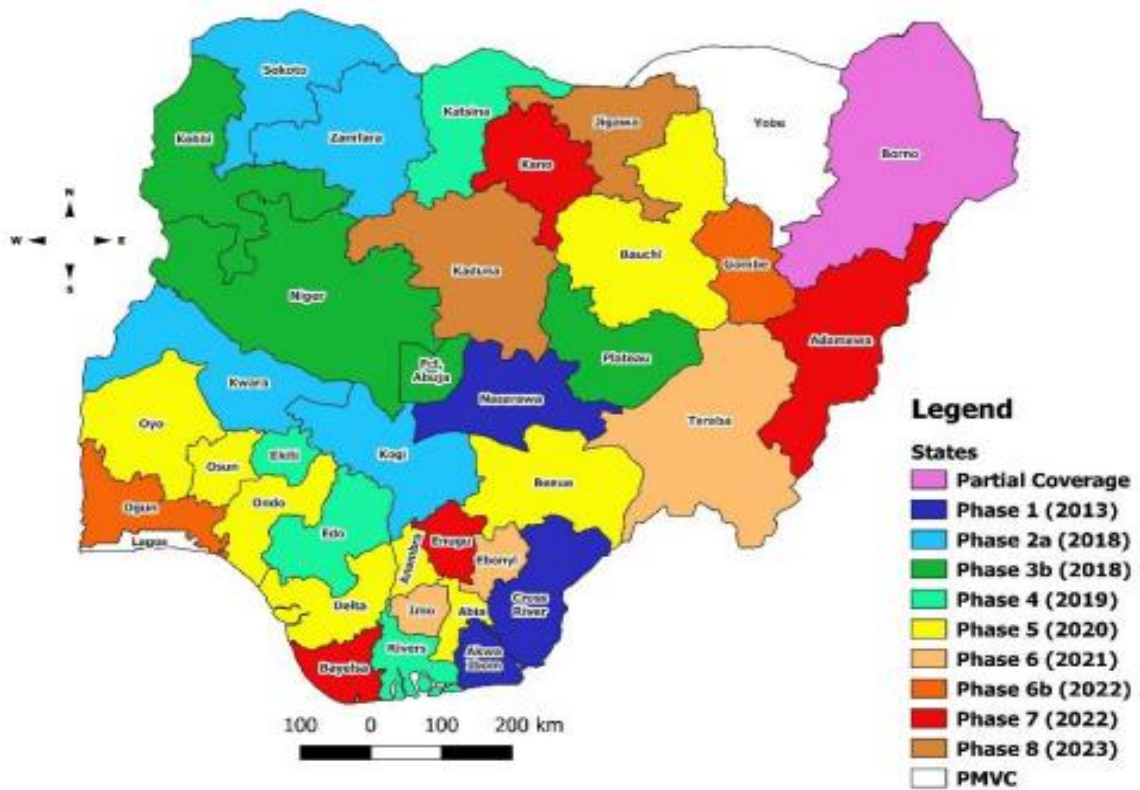 Sokoto
Katsina
Jigawa
Yobe
Kebbi
Zamfara
Kano
Borno
N
W E
S
Bauchi
Gombe
Kaduna
Niger
Adamawa
Plateau
Fct,
Abuja
Kwara
Nasarawa
Taraba
Oyo
Ekiti
Kogi
Osun
Benue
Ondo
Ogun
Edo
Lagos
Enugu
Anambra
Ebonyi
Cross
River
Delta
Imo
Abia
Rivers
Akwa
Ibom
Bayelsa
100 0 100 200 km
Legend
States
Partial Coverage
Phase 1 (2013)
Phase 2a (2018)
Phase 3b (2018)
Phase 4 (2019)
Phase 5 (2020)
Phase 6 (2021)
Phase 6b (2022)
Phase 7 (2022)
Phase 8 (2023)
PMVC